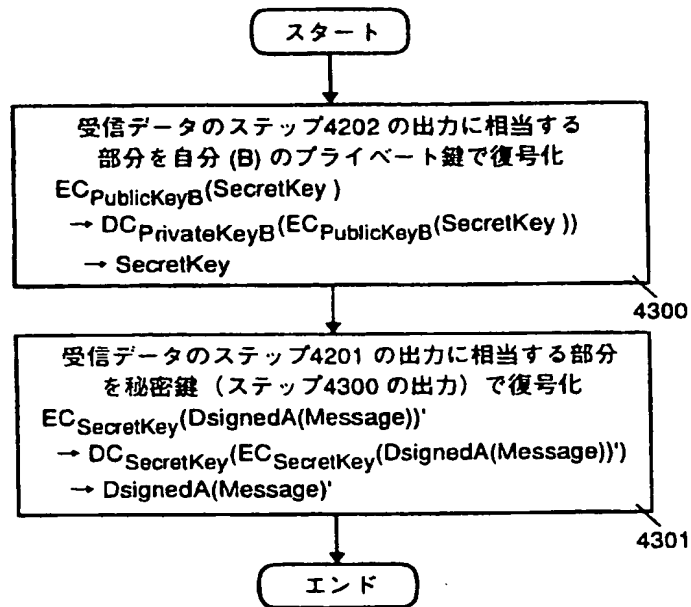 スタート
受信データのステップ4202 の出力に相当する
部分を自分 (B) のプライベート鍵で復号化
EC_PublicKeyB(SecretKey )
→ DC_PrivateKeyB(EC_PublicKeyB(SecretKey ))
→ SecretKey
4300
受信データのステップ4201 の出力に相当する部分
を秘密鍵（ステップ4300 の出力）で復号化
EC_SecretKey(DsignedA(Message))'
→ DC_SecretKey(EC_SecretKey(DsignedA(Message))')
→ DsignedA(Message)'
4301
エンド